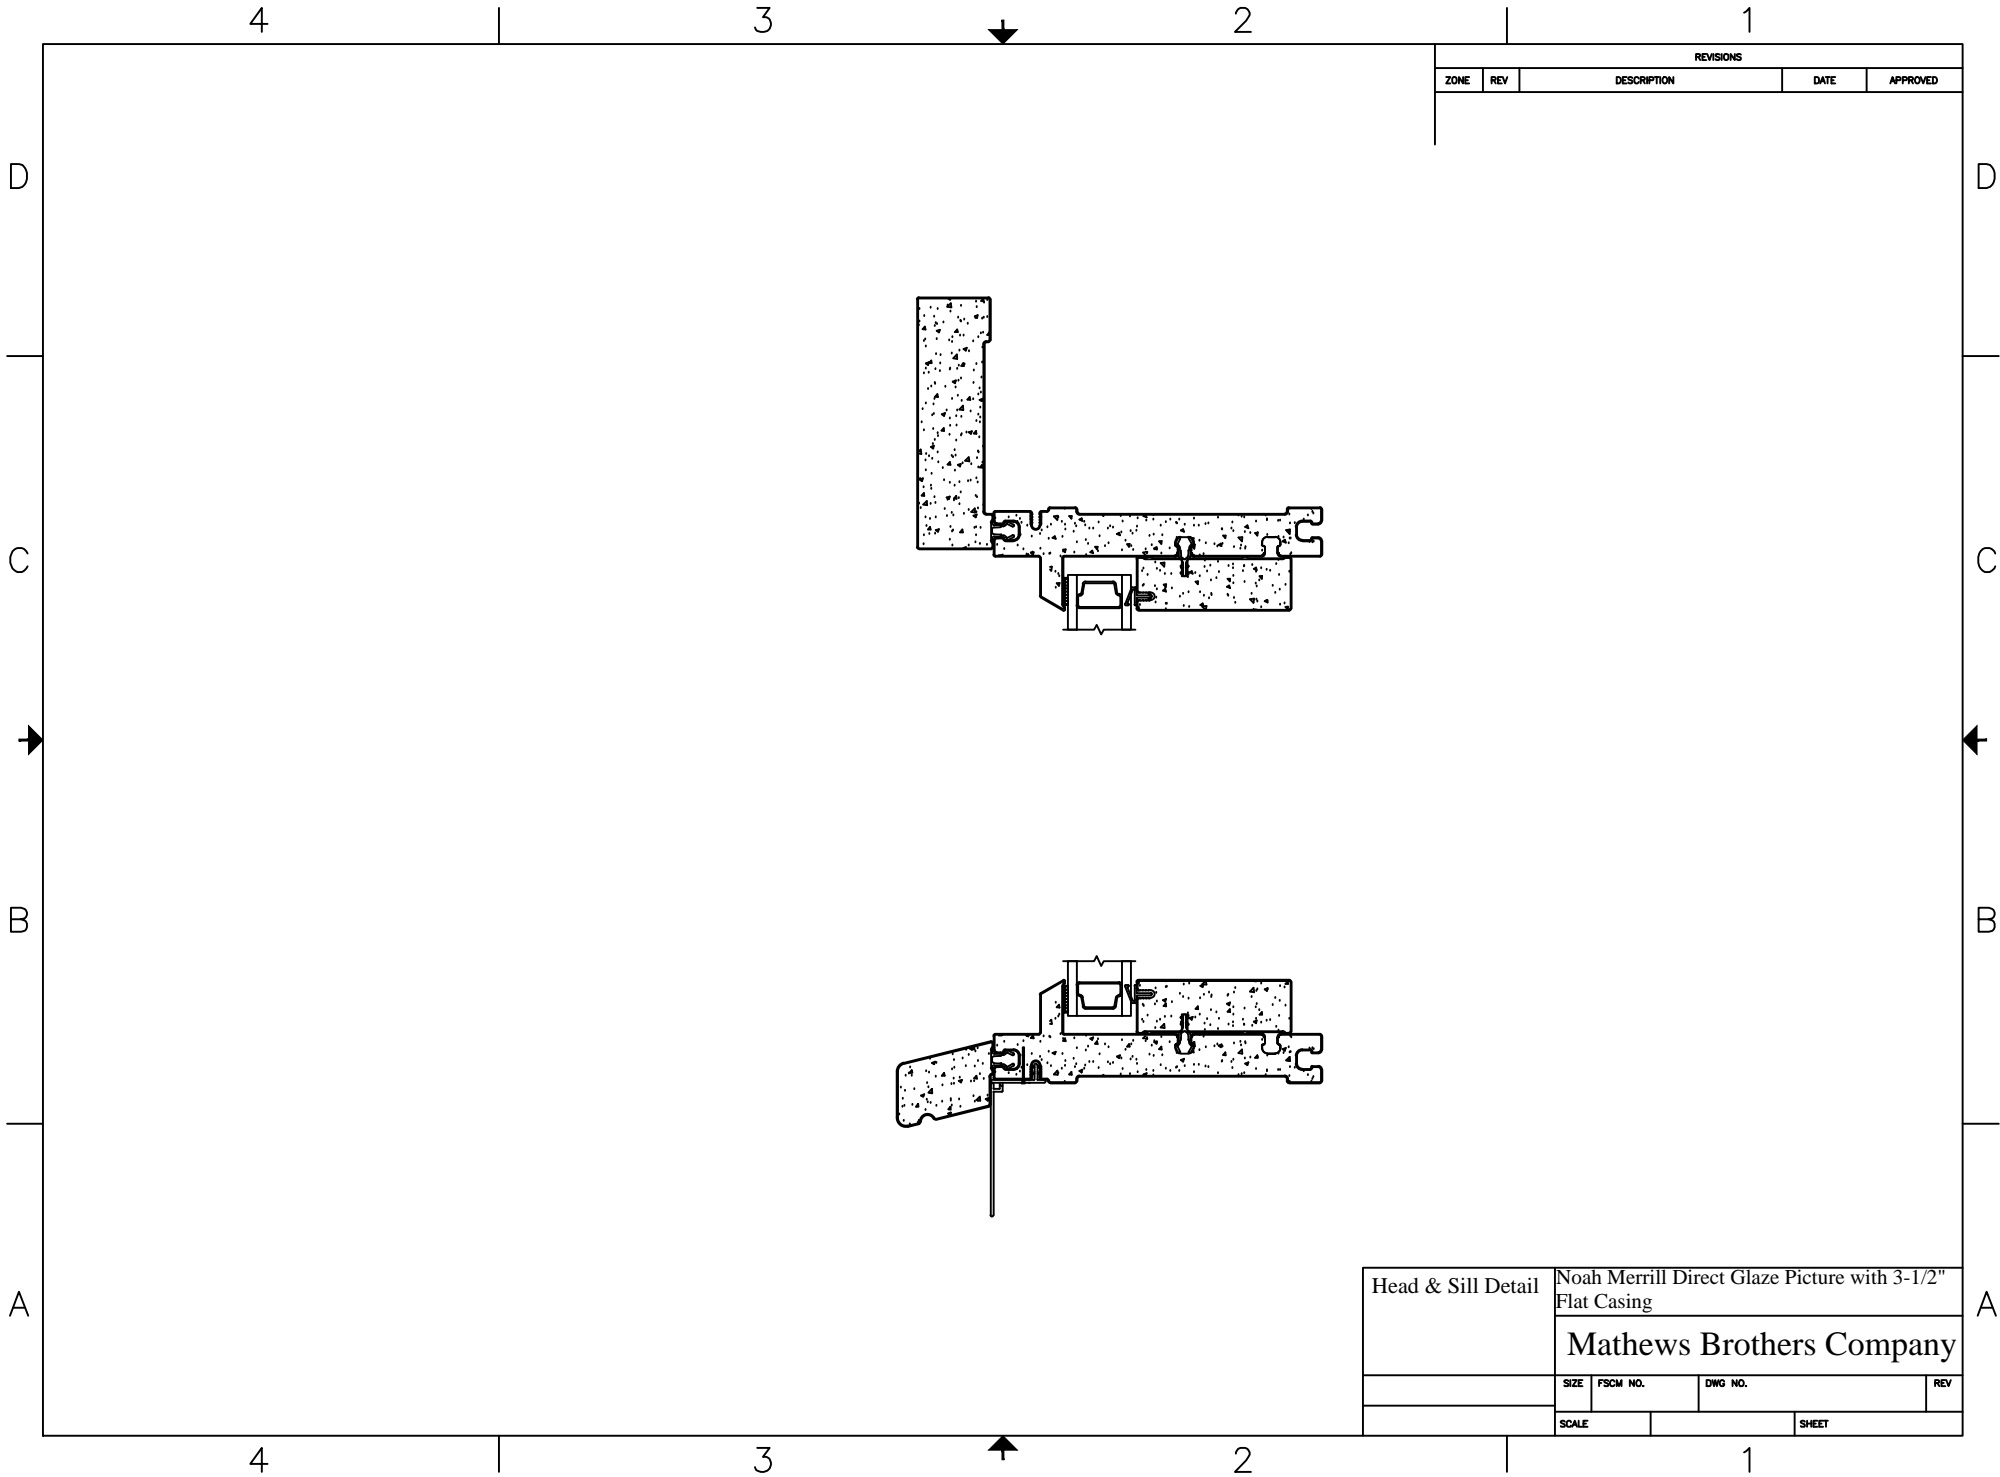 4 3 2 1
REVISIONS
ZONE REV DESCRIPTION DATE APPROVED
D D
C C
B B
A A
Head & Sill Detail
Noah Merrill Direct Glaze Picture with 3-1/2"
Flat Casing
Mathews Brothers Company
SIZE FSCM NO. DWG NO. REV
SCALE SHEET
4 3 2 1